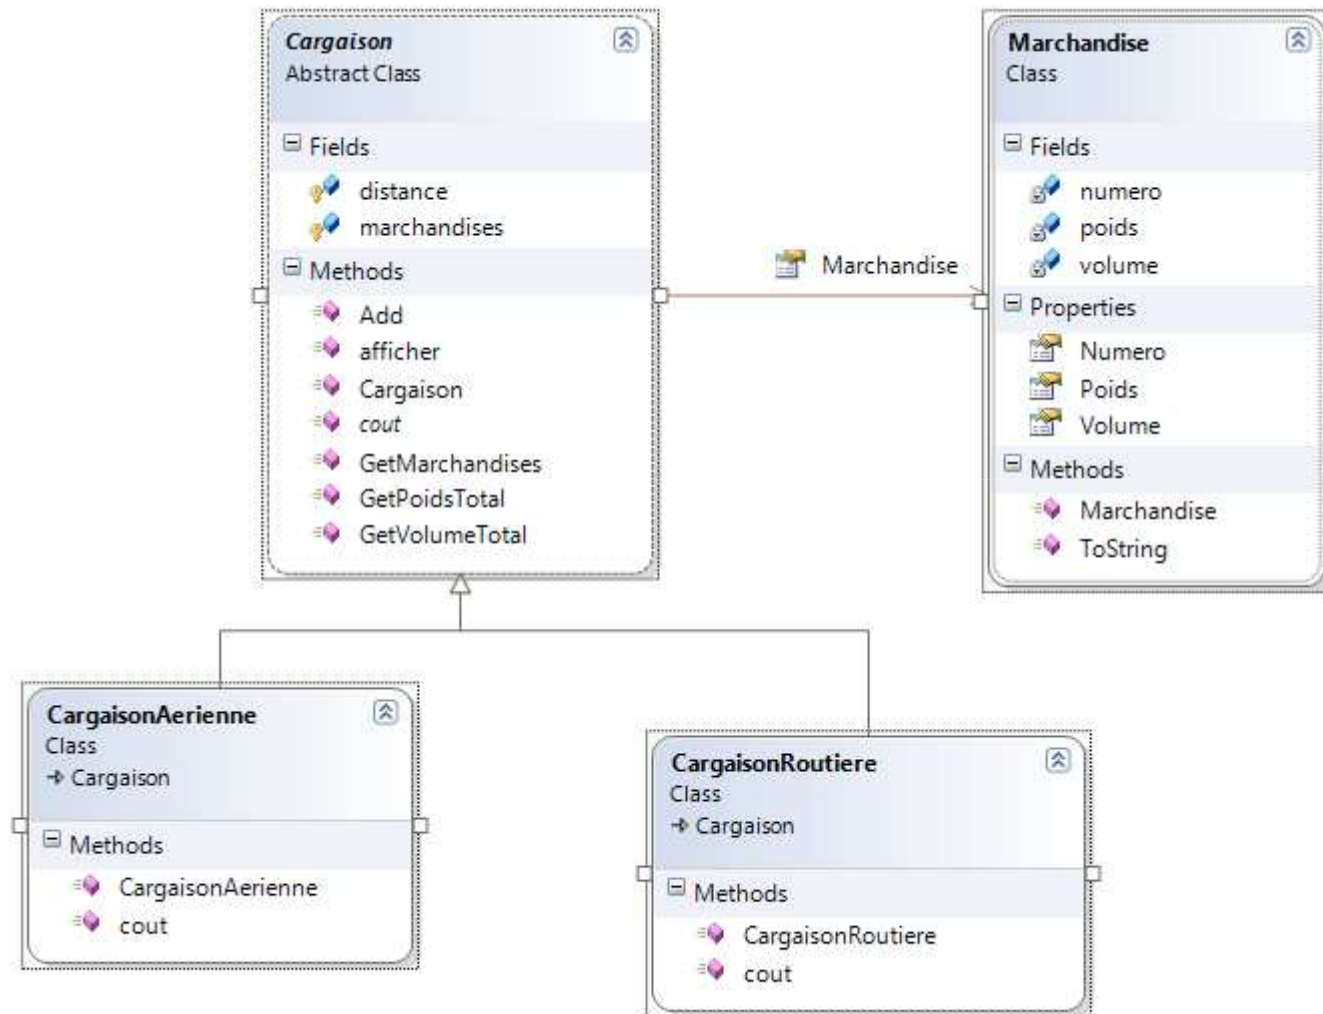 Cargaison
Abstract Class
Fields
distance
marchandises
Methods
Add
afficher
Cargaison
cout
GetMarchandises
GetPoidsTotal
GetVolumeTotal
Marchandise
Marchandise
Class
Fields
numero
poids
volume
Properties
Numero
Poids
Volume
Methods
Marchandise
ToString
CargaisonAerienne
Class
Cargaison
Methods
CargaisonAerienne
cout
CargaisonRoutiere
Class
Cargaison
Methods
CargaisonRoutiere
cout